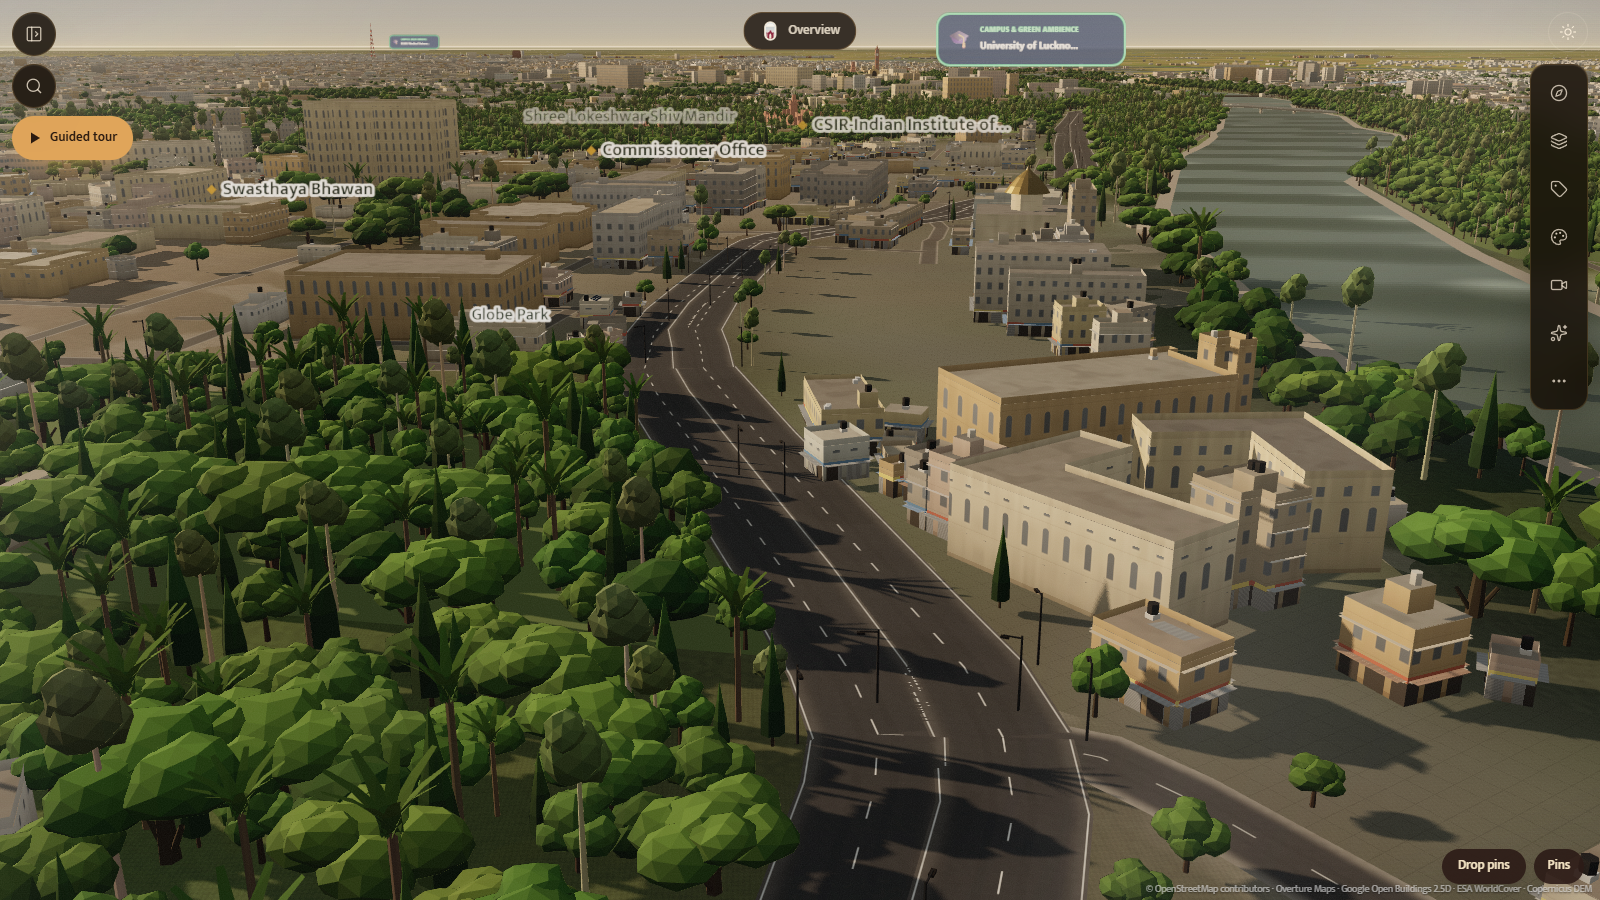 Overview
CAMPUS & GREEN AMBIENCE
University of Luckno...
Guided tour
Shree Lokeshwar Shiv Mandir
CSIR-Indian Institute of...
Commissioner Office
Swasthaya Bhawan
Globe Park
Drop pins
Pins
© OpenStreetMap contributors · Overture Maps · Google Open Buildings 2.5D · ESA WorldCover · Copernicus DEM